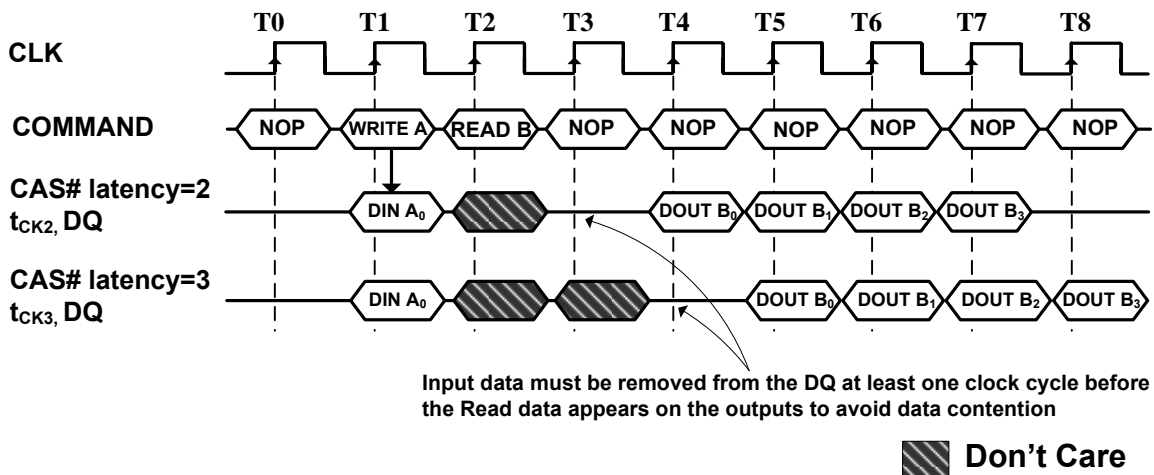 T0 T1 T2 T3 T4 T5 T6 T7 T8
CLK
COMMAND NOP WRITE A READ B NOP NOP NOP NOP NOP NOP
CAS# latency=2
tCK2, DQ DIN A0 DOUT B0 DOUT B1 DOUT B2 DOUT B3
CAS# latency=3
tCK3, DQ DIN A0 DOUT B0 DOUT B1 DOUT B2 DOUT B3
Input data must be removed from the DQ at least one clock cycle before
the Read data appears on the outputs to avoid data contention
Don't Care